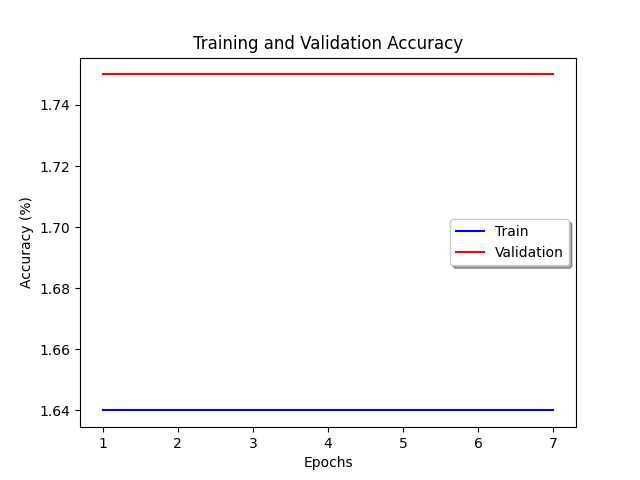 Training and Validation Accuracy
Accuracy (%)
1.74
1.72
1.70
1.68
1.66
1.64
Train
Validation
1 2 3 4 5 6 7
Epochs